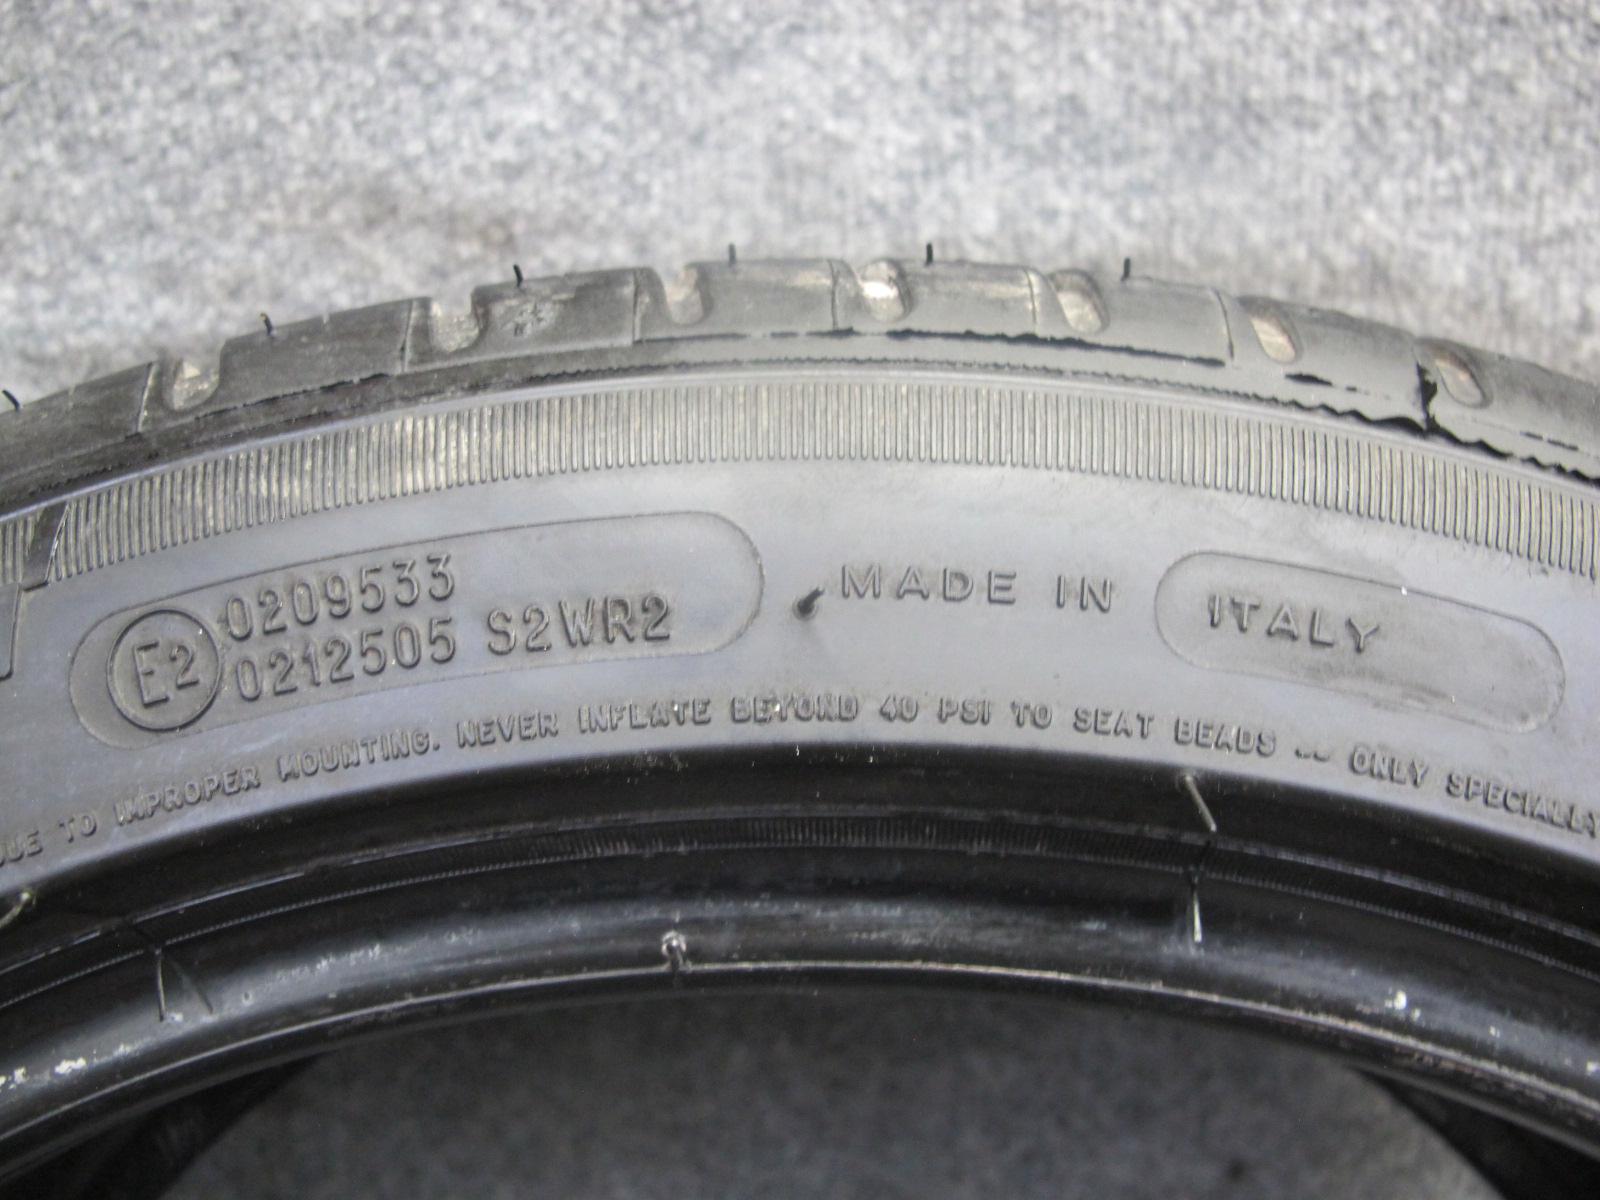 E2
0209533
0212505 S2WR2
MADE IN ITALY
DUE TO IMPROPER MOUNTING. NEVER INFLATE BEYOND 40 PSI TO SEAT BEADS -- ONLY SPECIALLY